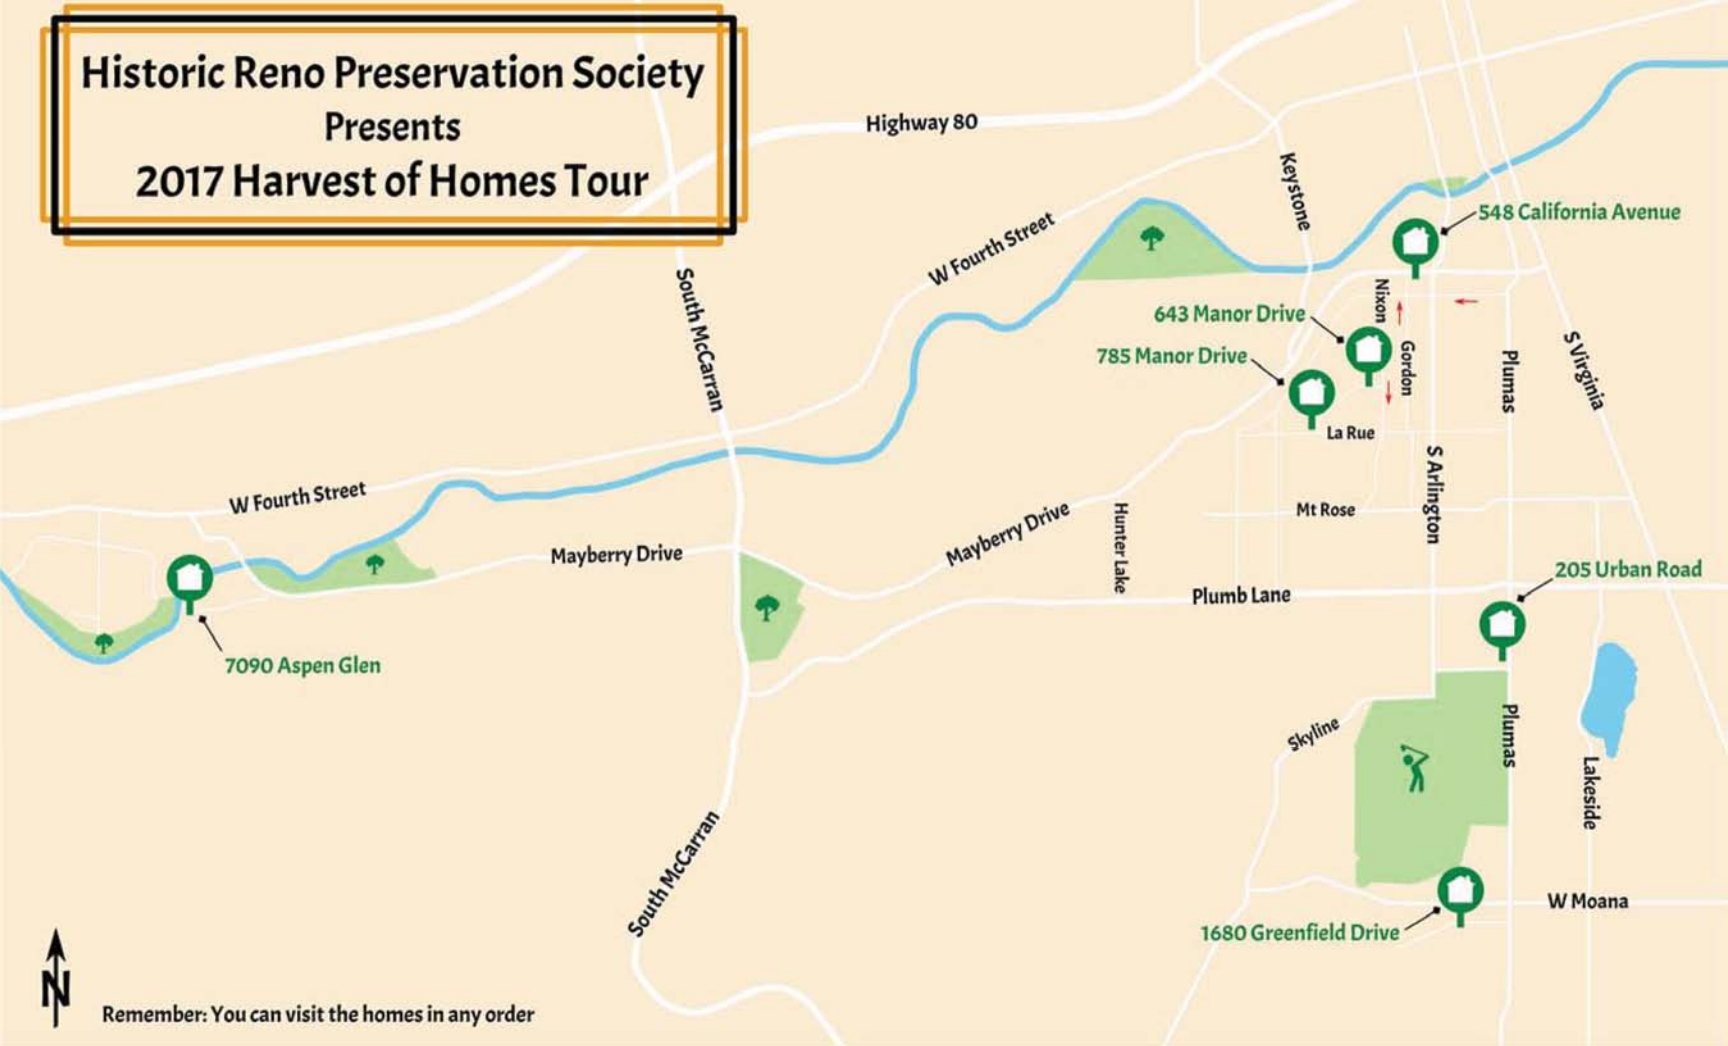 Historic Reno Preservation Society
Presents
2017 Harvest of Homes Tour
Highway 80
Keystone
548 California Avenue
W Fourth Street
South McCarran
Nixon
643 Manor Drive
785 Manor Drive
Gordon
Plumas
S Virginia
La Rue
S Arlington
W Fourth Street
Mt Rose
Mayberry Drive
Mayberry Drive
Hunter Lake
Plumb Lane
205 Urban Road
7090 Aspen Glen
Skyline
Plumas
Lakeside
South McCarran
W Moana
1680 Greenfield Drive
N
Remember: You can visit the homes in any order